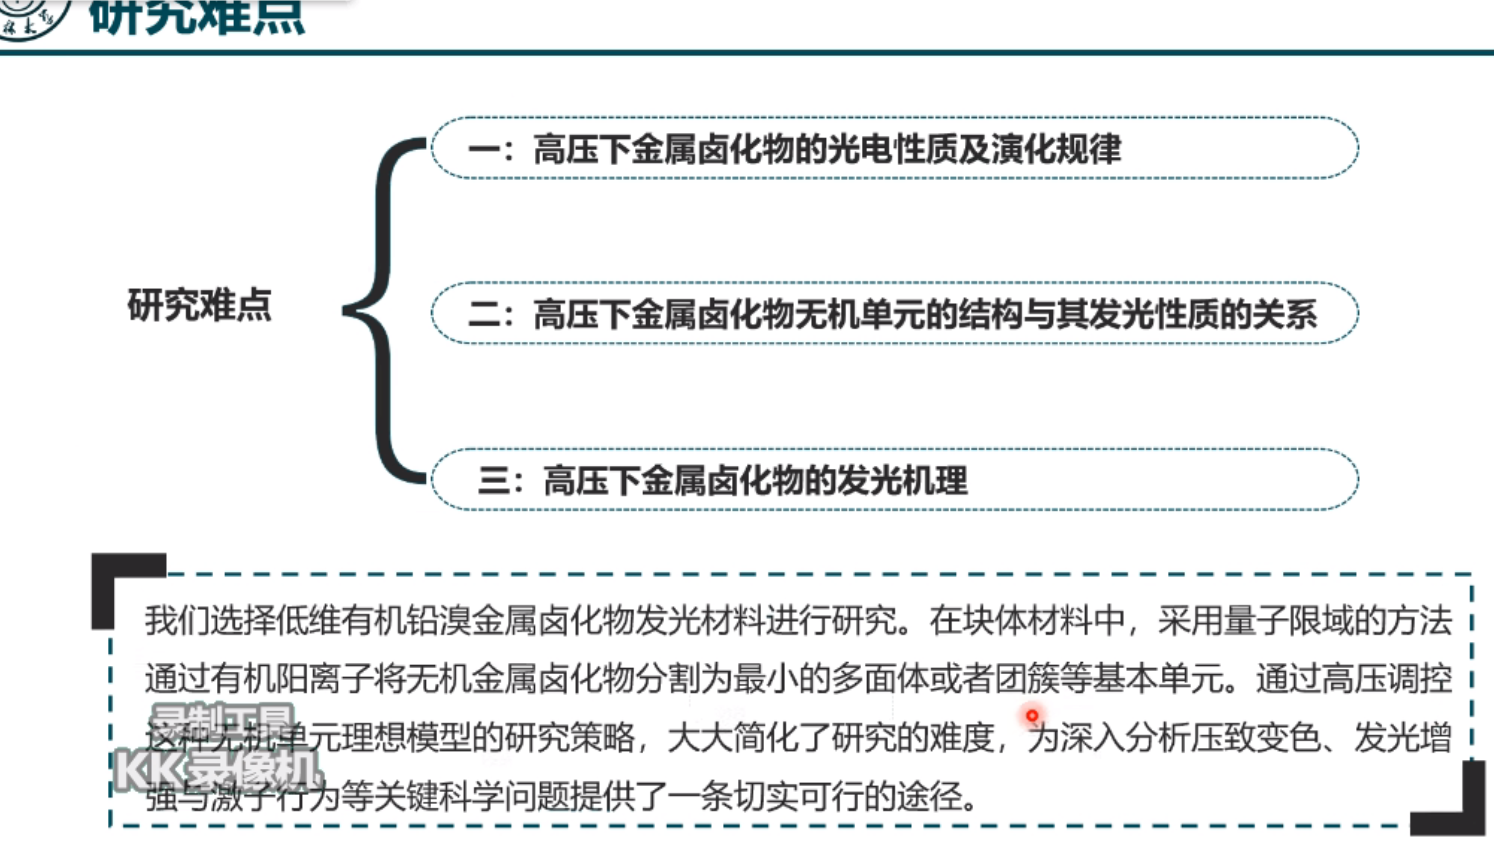 研究难点
研究难点
一：高压下金属卤化物的光电性质及演化规律
二：高压下金属卤化物无机单元的结构与其发光性质的关系
三：高压下金属卤化物的发光机理
我们选择低维有机铅溴金属卤化物发光材料进行研究。在块体材料中，采用量子限域的方法
通过有机阳离子将无机金属卤化物分割为最小的多面体或者团簇等基本单元。通过高压调控
这种无机单元理想模型的研究策略，大大简化了研究的难度，为深入分析压致变色、发光增
强与激子行为等关键科学问题提供了一条切实可行的途径。
录制工具
KK录像机